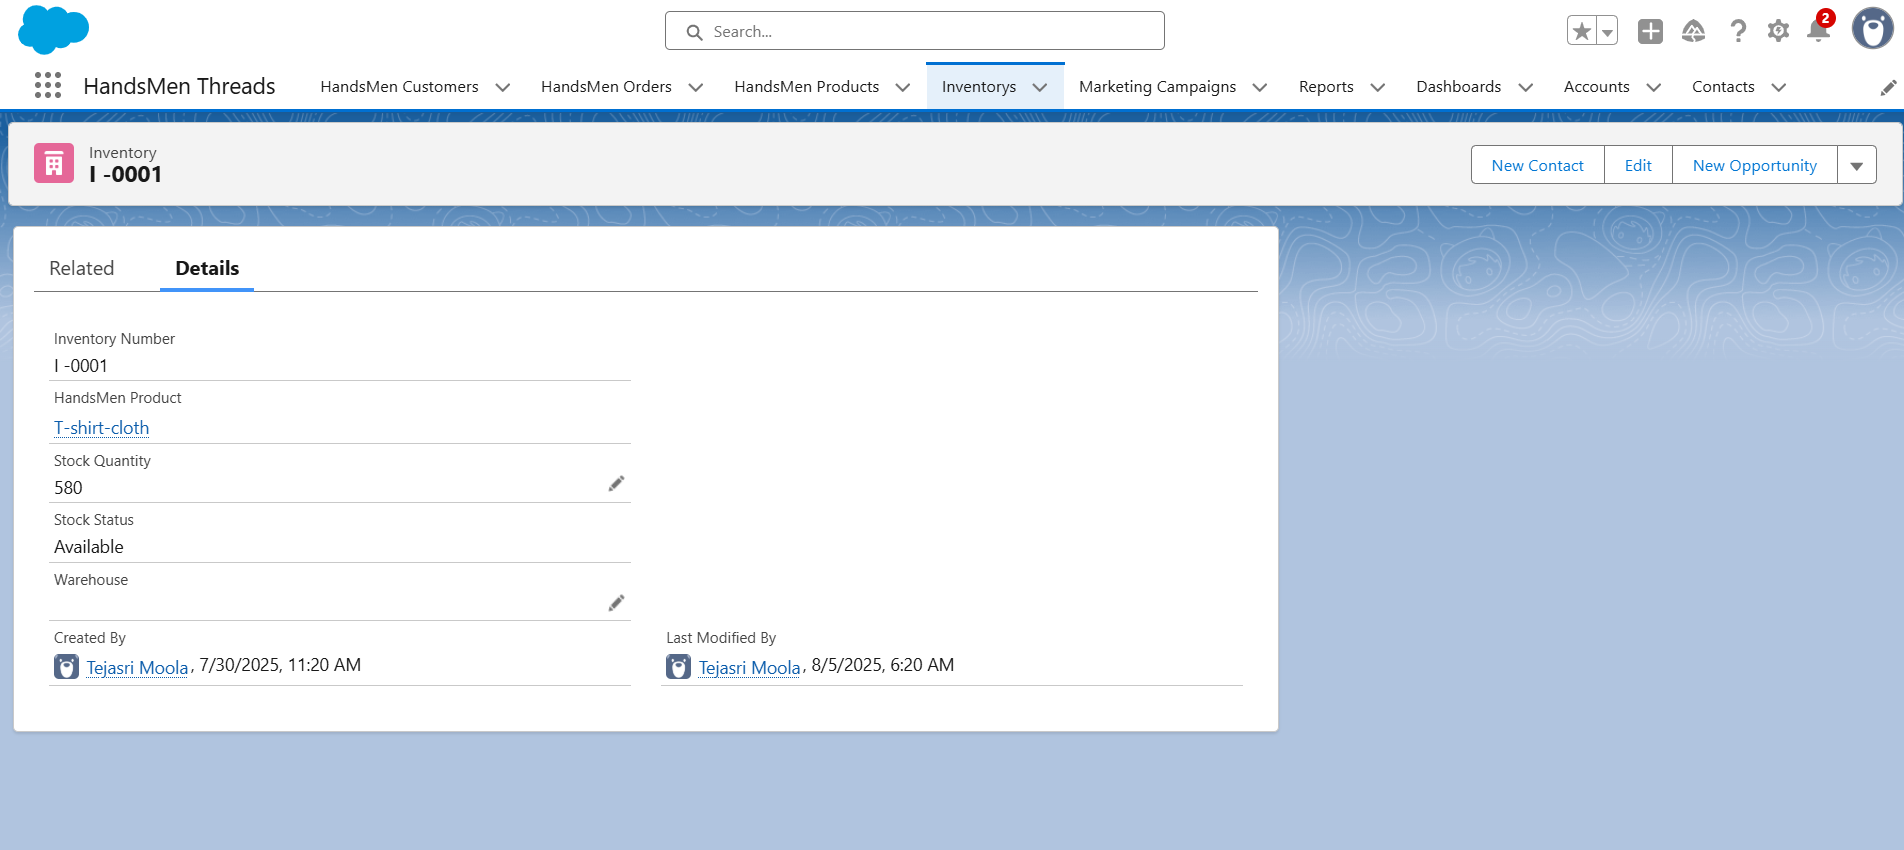 Search...
2
HandsMen Threads
HandsMen Customers
HandsMen Orders
HandsMen Products
Inventorys
Marketing Campaigns
Reports
Dashboards
Accounts
Contacts
Inventory
I -0001
New Contact
Edit
New Opportunity
Related
Details
Inventory Number
I -0001
HandsMen Product
T-shirt-cloth
Stock Quantity
580
Stock Status
Available
Warehouse
Created By
Tejasri Moola, 7/30/2025, 11:20 AM
Last Modified By
Tejasri Moola, 8/5/2025, 6:20 AM